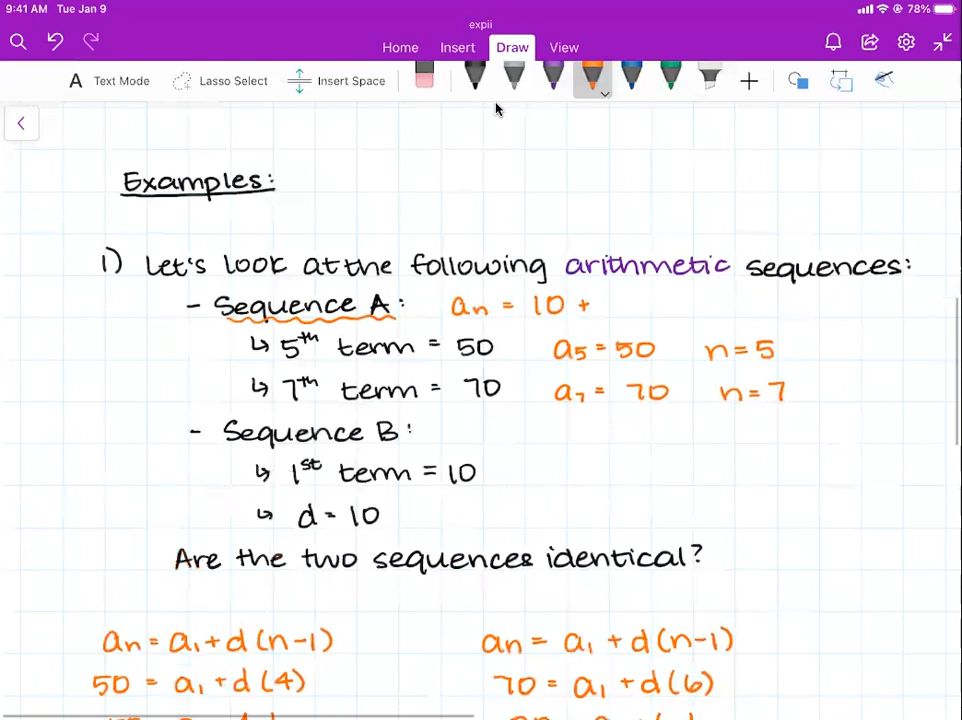 9:41 AM Tue Jan 9 78%
expii
Home Insert Draw View
A Text Mode Lasso Select Insert Space
Examples:
1) Let's look at the following arithmetic sequences:
- Sequence A: an = 10 +
↳ 5th term = 50 a5 = 50 n = 5
↳ 7th term = 70 a7 = 70 n = 7
- Sequence B:
↳ 1st term = 10
↳ d = 10
Are the two sequences identical?
an = a1 + d(n-1) an = a1 + d(n-1)
50 = a1 + d(4) 70 = a1 + d(6)